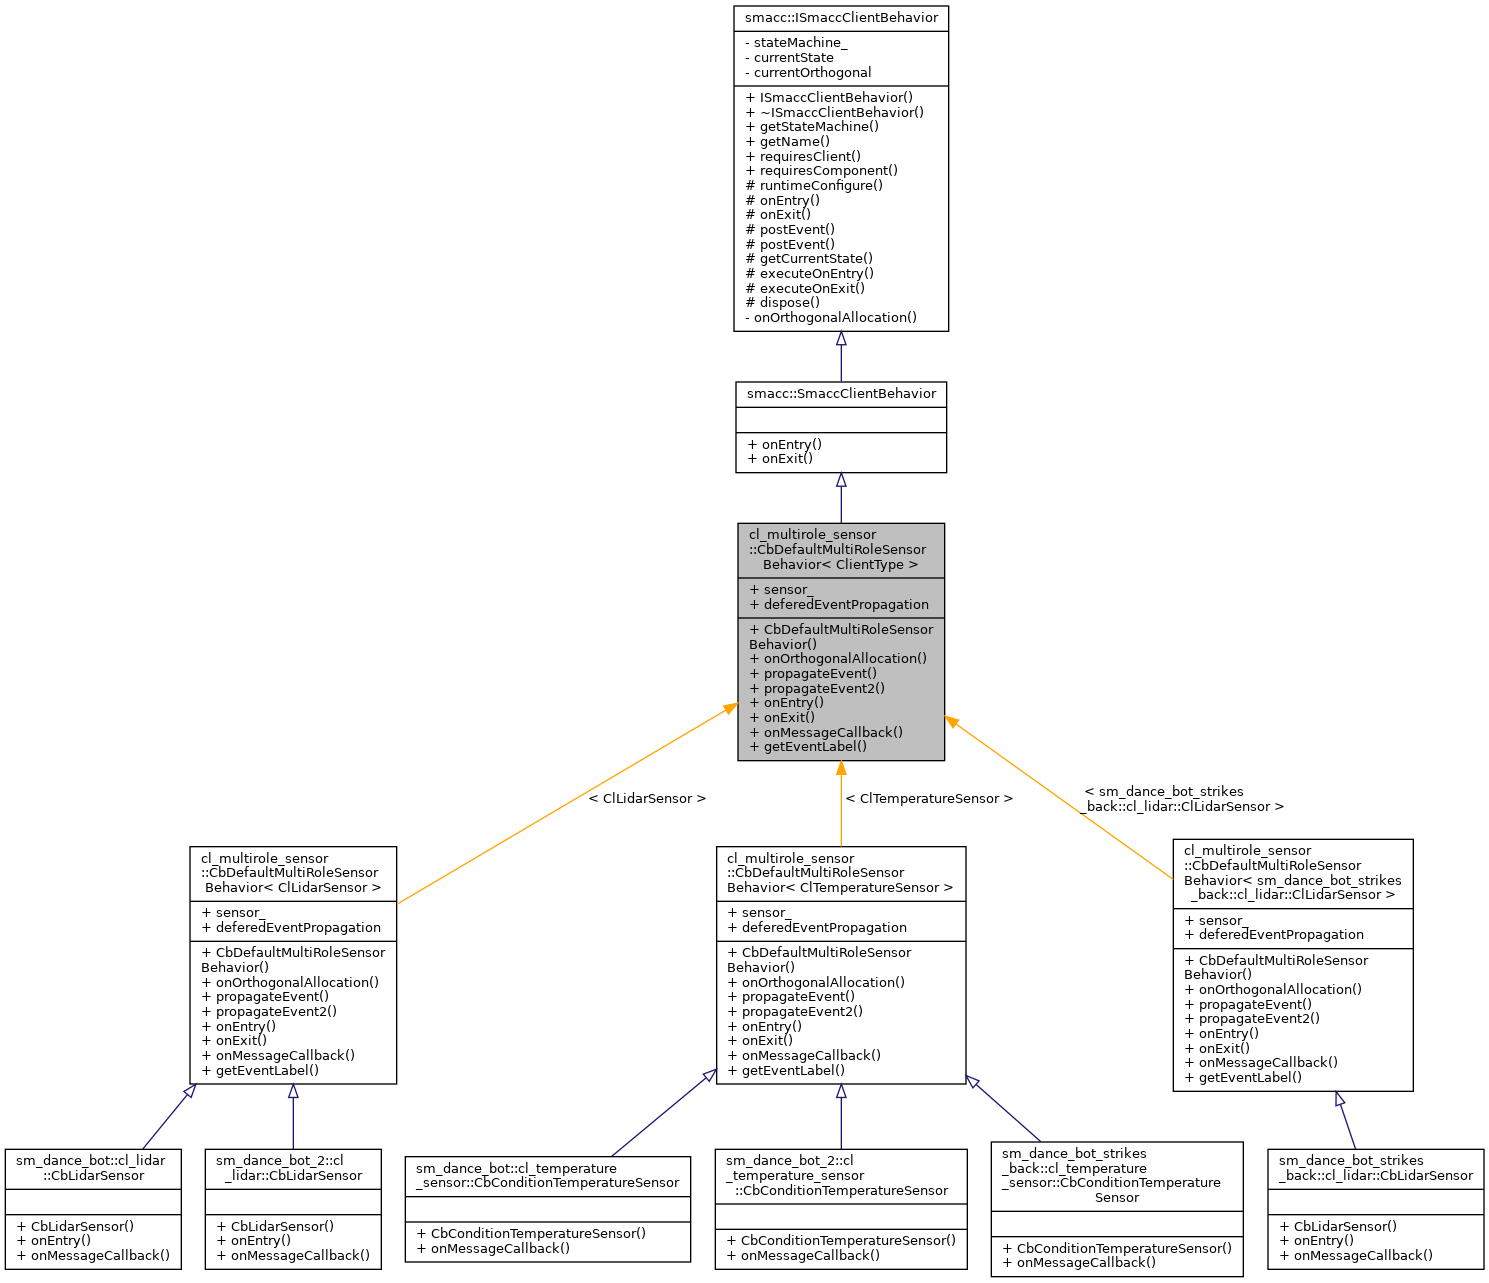 smacc::ISmaccClientBehavior
- stateMachine_
- currentState
- currentOrthogonal
+ ISmaccClientBehavior()
+ ~ISmaccClientBehavior()
+ getStateMachine()
+ getName()
+ requiresClient()
+ requiresComponent()
# runtimeConfigure()
# onEntry()
# onExit()
# postEvent()
# postEvent()
# getCurrentState()
# executeOnEntry()
# executeOnExit()
# dispose()
- onOrthogonalAllocation()
smacc::SmaccClientBehavior
+ onEntry()
+ onExit()
cl_multirole_sensor
::CbDefaultMultiRoleSensor
Behavior< ClientType >
+ sensor_
+ deferedEventPropagation
+ CbDefaultMultiRoleSensor
Behavior()
+ onOrthogonalAllocation()
+ propagateEvent()
+ propagateEvent2()
+ onEntry()
+ onExit()
+ onMessageCallback()
+ getEventLabel()
< ClLidarSensor >
< ClTemperatureSensor >
< sm_dance_bot_strikes
_back::cl_lidar::ClLidarSensor >
cl_multirole_sensor
::CbDefaultMultiRoleSensor
Behavior< ClLidarSensor >
+ sensor_
+ deferedEventPropagation
+ CbDefaultMultiRoleSensor
Behavior()
+ onOrthogonalAllocation()
+ propagateEvent()
+ propagateEvent2()
+ onEntry()
+ onExit()
+ onMessageCallback()
+ getEventLabel()
cl_multirole_sensor
::CbDefaultMultiRoleSensor
Behavior< ClTemperatureSensor >
+ sensor_
+ deferedEventPropagation
+ CbDefaultMultiRoleSensor
Behavior()
+ onOrthogonalAllocation()
+ propagateEvent()
+ propagateEvent2()
+ onEntry()
+ onExit()
+ onMessageCallback()
+ getEventLabel()
cl_multirole_sensor
::CbDefaultMultiRoleSensor
Behavior< sm_dance_bot_strikes
_back::cl_lidar::ClLidarSensor >
+ sensor_
+ deferedEventPropagation
+ CbDefaultMultiRoleSensor
Behavior()
+ onOrthogonalAllocation()
+ propagateEvent()
+ propagateEvent2()
+ onEntry()
+ onExit()
+ onMessageCallback()
+ getEventLabel()
sm_dance_bot::cl_lidar
::CbLidarSensor
+ CbLidarSensor()
+ onEntry()
+ onMessageCallback()
sm_dance_bot_2::cl
_lidar::CbLidarSensor
+ CbLidarSensor()
+ onEntry()
+ onMessageCallback()
sm_dance_bot::cl_temperature
_sensor::CbConditionTemperatureSensor
+ CbConditionTemperatureSensor()
+ onMessageCallback()
sm_dance_bot_2::cl
_temperature_sensor
::CbConditionTemperatureSensor
+ CbConditionTemperatureSensor()
+ onMessageCallback()
sm_dance_bot_strikes
_back::cl_temperature
_sensor::CbConditionTemperature
Sensor
+ CbConditionTemperatureSensor()
+ onMessageCallback()
sm_dance_bot_strikes
_back::cl_lidar::CbLidarSensor
+ CbLidarSensor()
+ onEntry()
+ onMessageCallback()